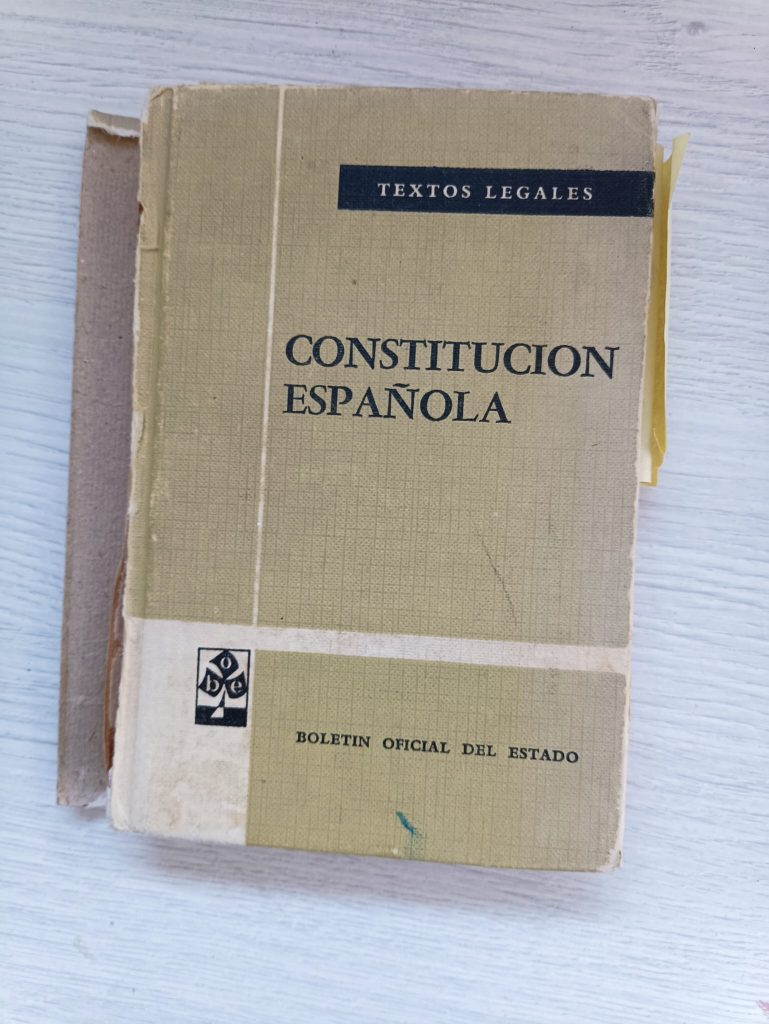 TEXTOS LEGALES
CONSTITUCION
ESPAÑOLA
o
b e
BOLETIN OFICIAL DEL ESTADO